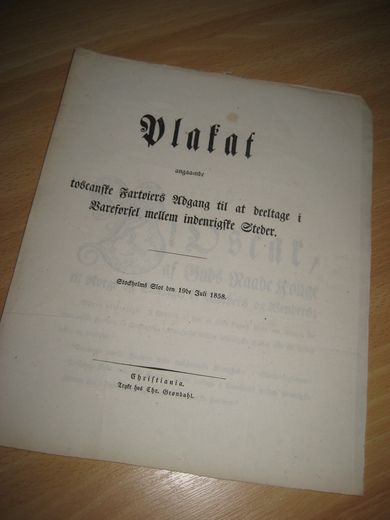 Plakat
angaaende
toscanske Fartøiers Adgang til at deeltage i
Vareførsel mellem indenrigske Steder.
Stockholms Slot den 19de Juli 1858.
Christiania.
Trykt hos Chr. Grøndahl.